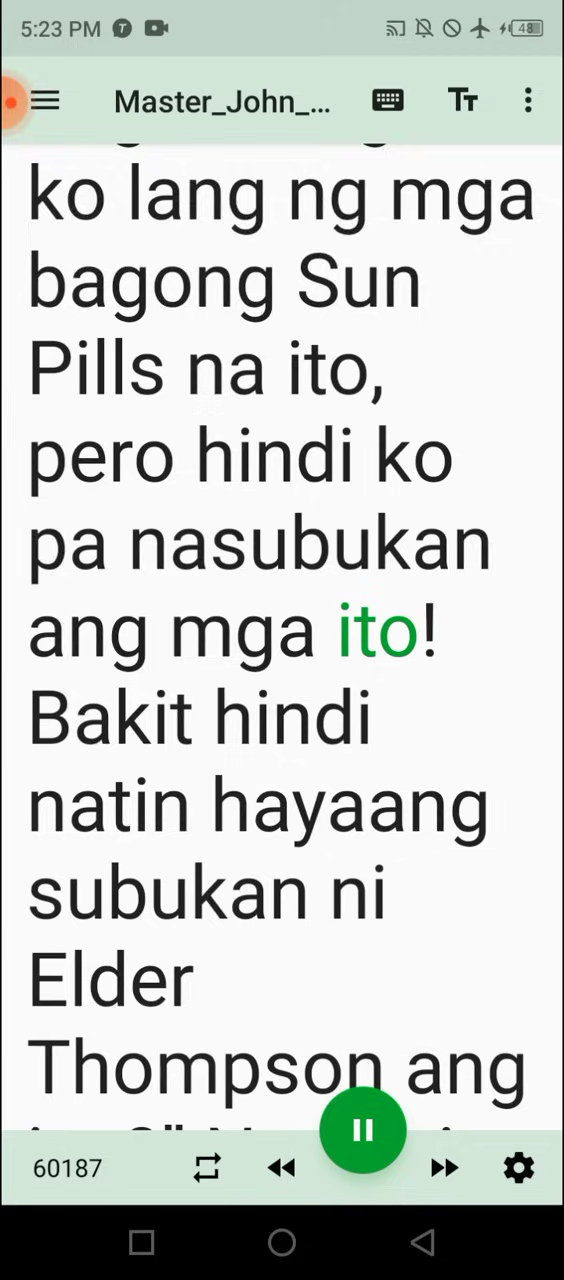 5:23 PM
48
Master_John_...
ko lang ng mga
bagong Sun
Pills na ito,
pero hindi ko
pa nasubukan
ang mga ito!
Bakit hindi
natin hayaang
subukan ni
Elder
Thompson ang
60187